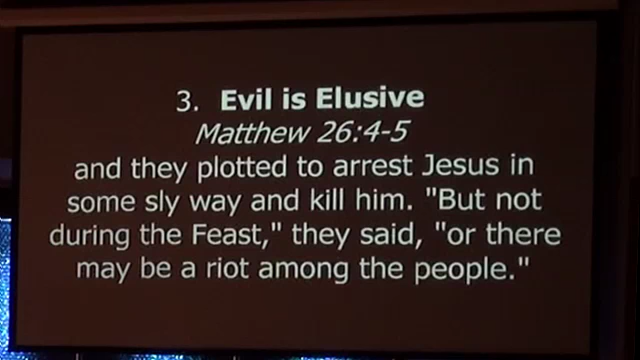 3. Evil is Elusive
Matthew 26:4-5
and they plotted to arrest Jesus in
some sly way and kill him. "But not
during the Feast," they said, "or there
may be a riot among the people."